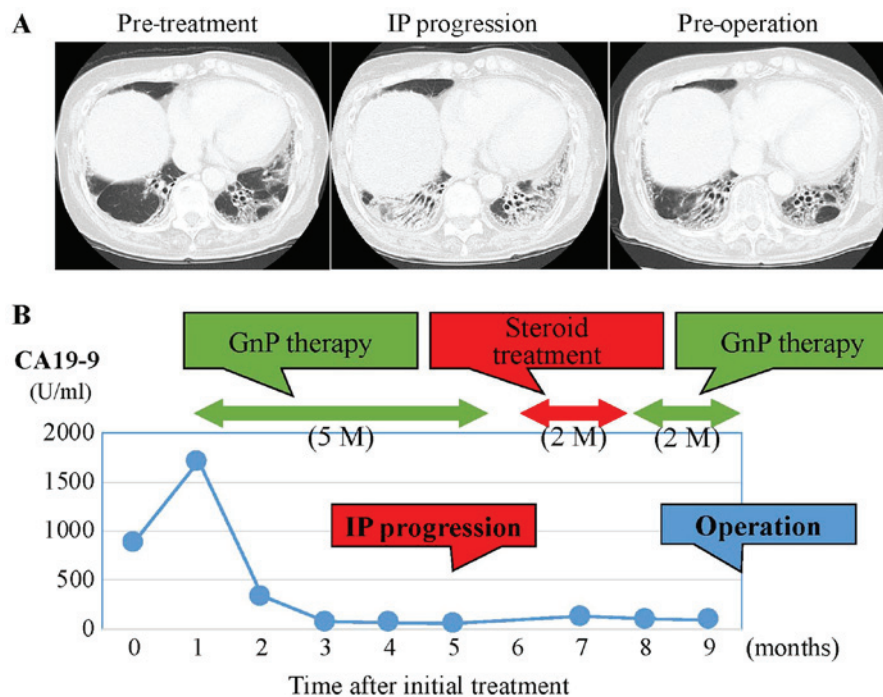 A
Pre-treatment
IP progression
Pre-operation
B
CA19-9
(U/ml)
GnP therapy
Steroid
treatment
GnP therapy
(5 M)
(2 M)
(2 M)
2000
1500
1000
500
0
IP progression
Operation
0 1 2 3 4 5 6 7 8 9 (months)
Time after initial treatment